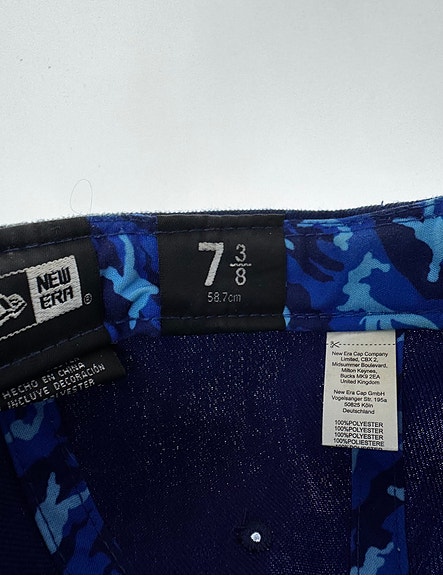 NEW
ERA
®
7 3/8
58.7cm
HECHO EN CHINA
INCLUYE DECORACIÓN
New Era Cap Company
Limited, CBX 2,
Midsummer Boulevard,
Milton Keynes,
Bucks MK9 2EA
United Kingdom
New Era Cap GmbH
Vogelsanger Str. 195a
50825 Köln
Deutschland
100%POLYESTER
100%POLYESTER
100%POLYESTER
100%POLIESTERE